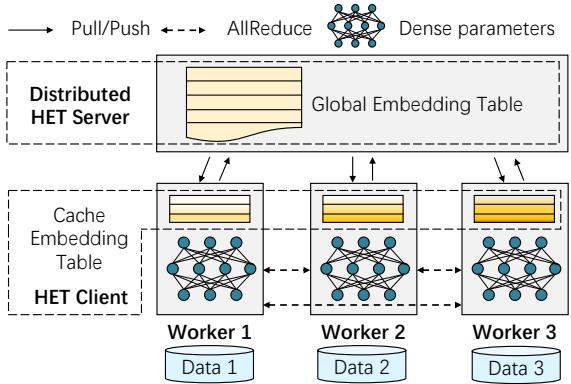 Pull/Push
AllReduce
Dense parameters
Distributed
HET Server
Global Embedding Table
Cache
Embedding
Table
HET Client
Worker 1
Worker 2
Worker 3
Data 1
Data 2
Data 3